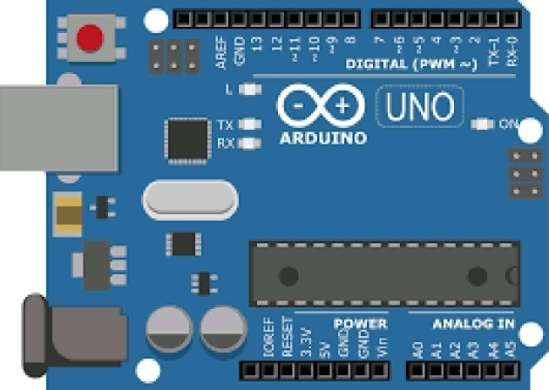 AREF
GND
13
12
~11
~10
~9
8
7
~6
~5
4
~3
2
TX-1
RX-0
DIGITAL (PWM ~)
L
TX
RX
UNO
ARDUINO
ON
POWER
ANALOG IN
IOREF
RESET
3.3V
5V
GND
GND
Vin
A0
A1
A2
A3
A4
A5